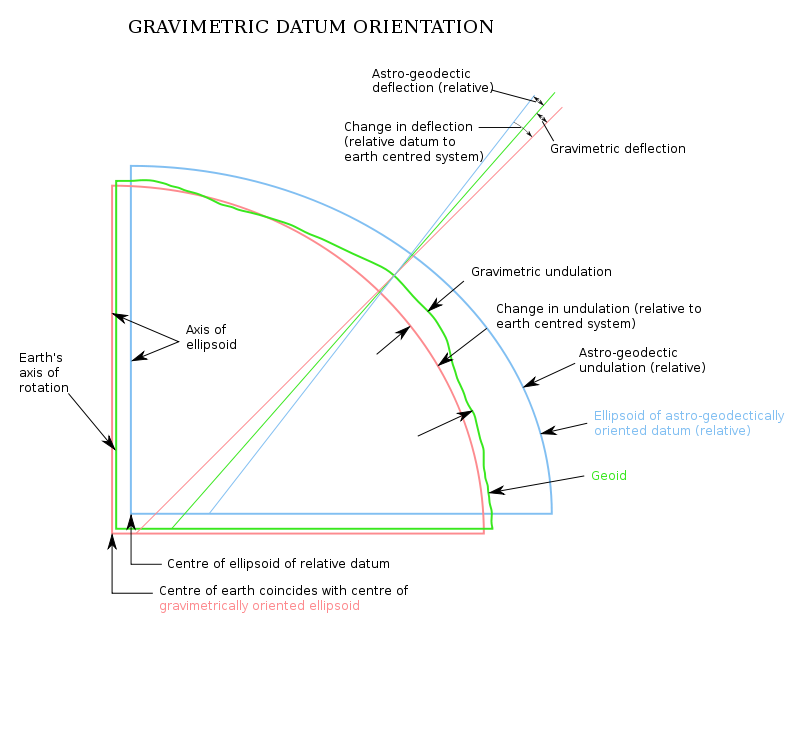 GRAVIMETRIC DATUM ORIENTATION
Astro-geodectic
deflection (relative)
Change in deflection
(relative datum to
earth centred system)
Gravimetric deflection
Gravimetric undulation
Change in undulation (relative to
earth centred system)
Axis of
ellipsoid
Earth's
axis of
rotation
Astro-geodectic
undulation (relative)
Ellipsoid of astro-geodectically
oriented datum (relative)
Geoid
Centre of ellipsoid of relative datum
Centre of earth coincides with centre of
gravimetrically oriented ellipsoid